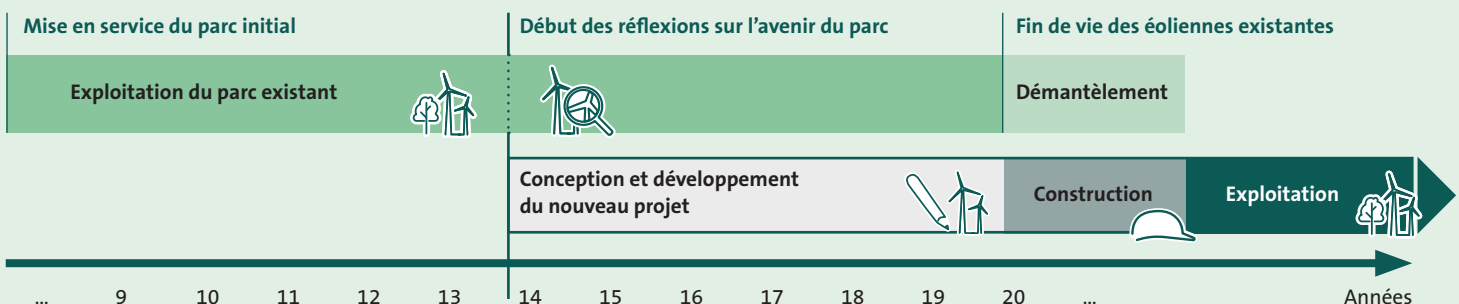 Mise en service du parc initial
Début des réflexions sur l'avenir du parc
Fin de vie des éoliennes existantes
Exploitation du parc existant
Démantèlement
Conception et développement
du nouveau projet
Construction
Exploitation
... 9 10 11 12 13 14 15 16 17 18 19 20 ... Années